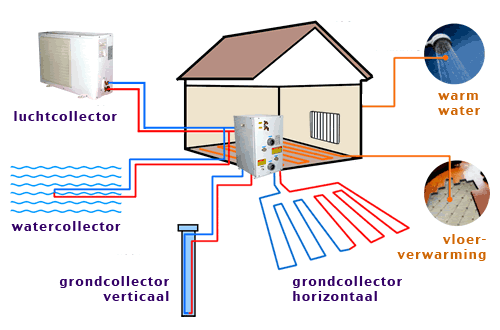 luchtcollector
warm
water
watercollector
vloer-
verwarming
grondcollector
verticaal
grondcollector
horizontaal